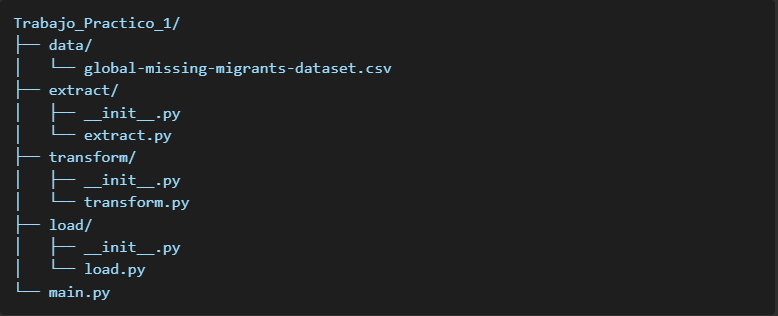 Trabajo_Practico_1/
├── data/
│   └── global-missing-migrants-dataset.csv
├── extract/
│   ├── __init__.py
│   └── extract.py
├── transform/
│   ├── __init__.py
│   └── transform.py
├── load/
│   ├── __init__.py
│   └── load.py
└── main.py